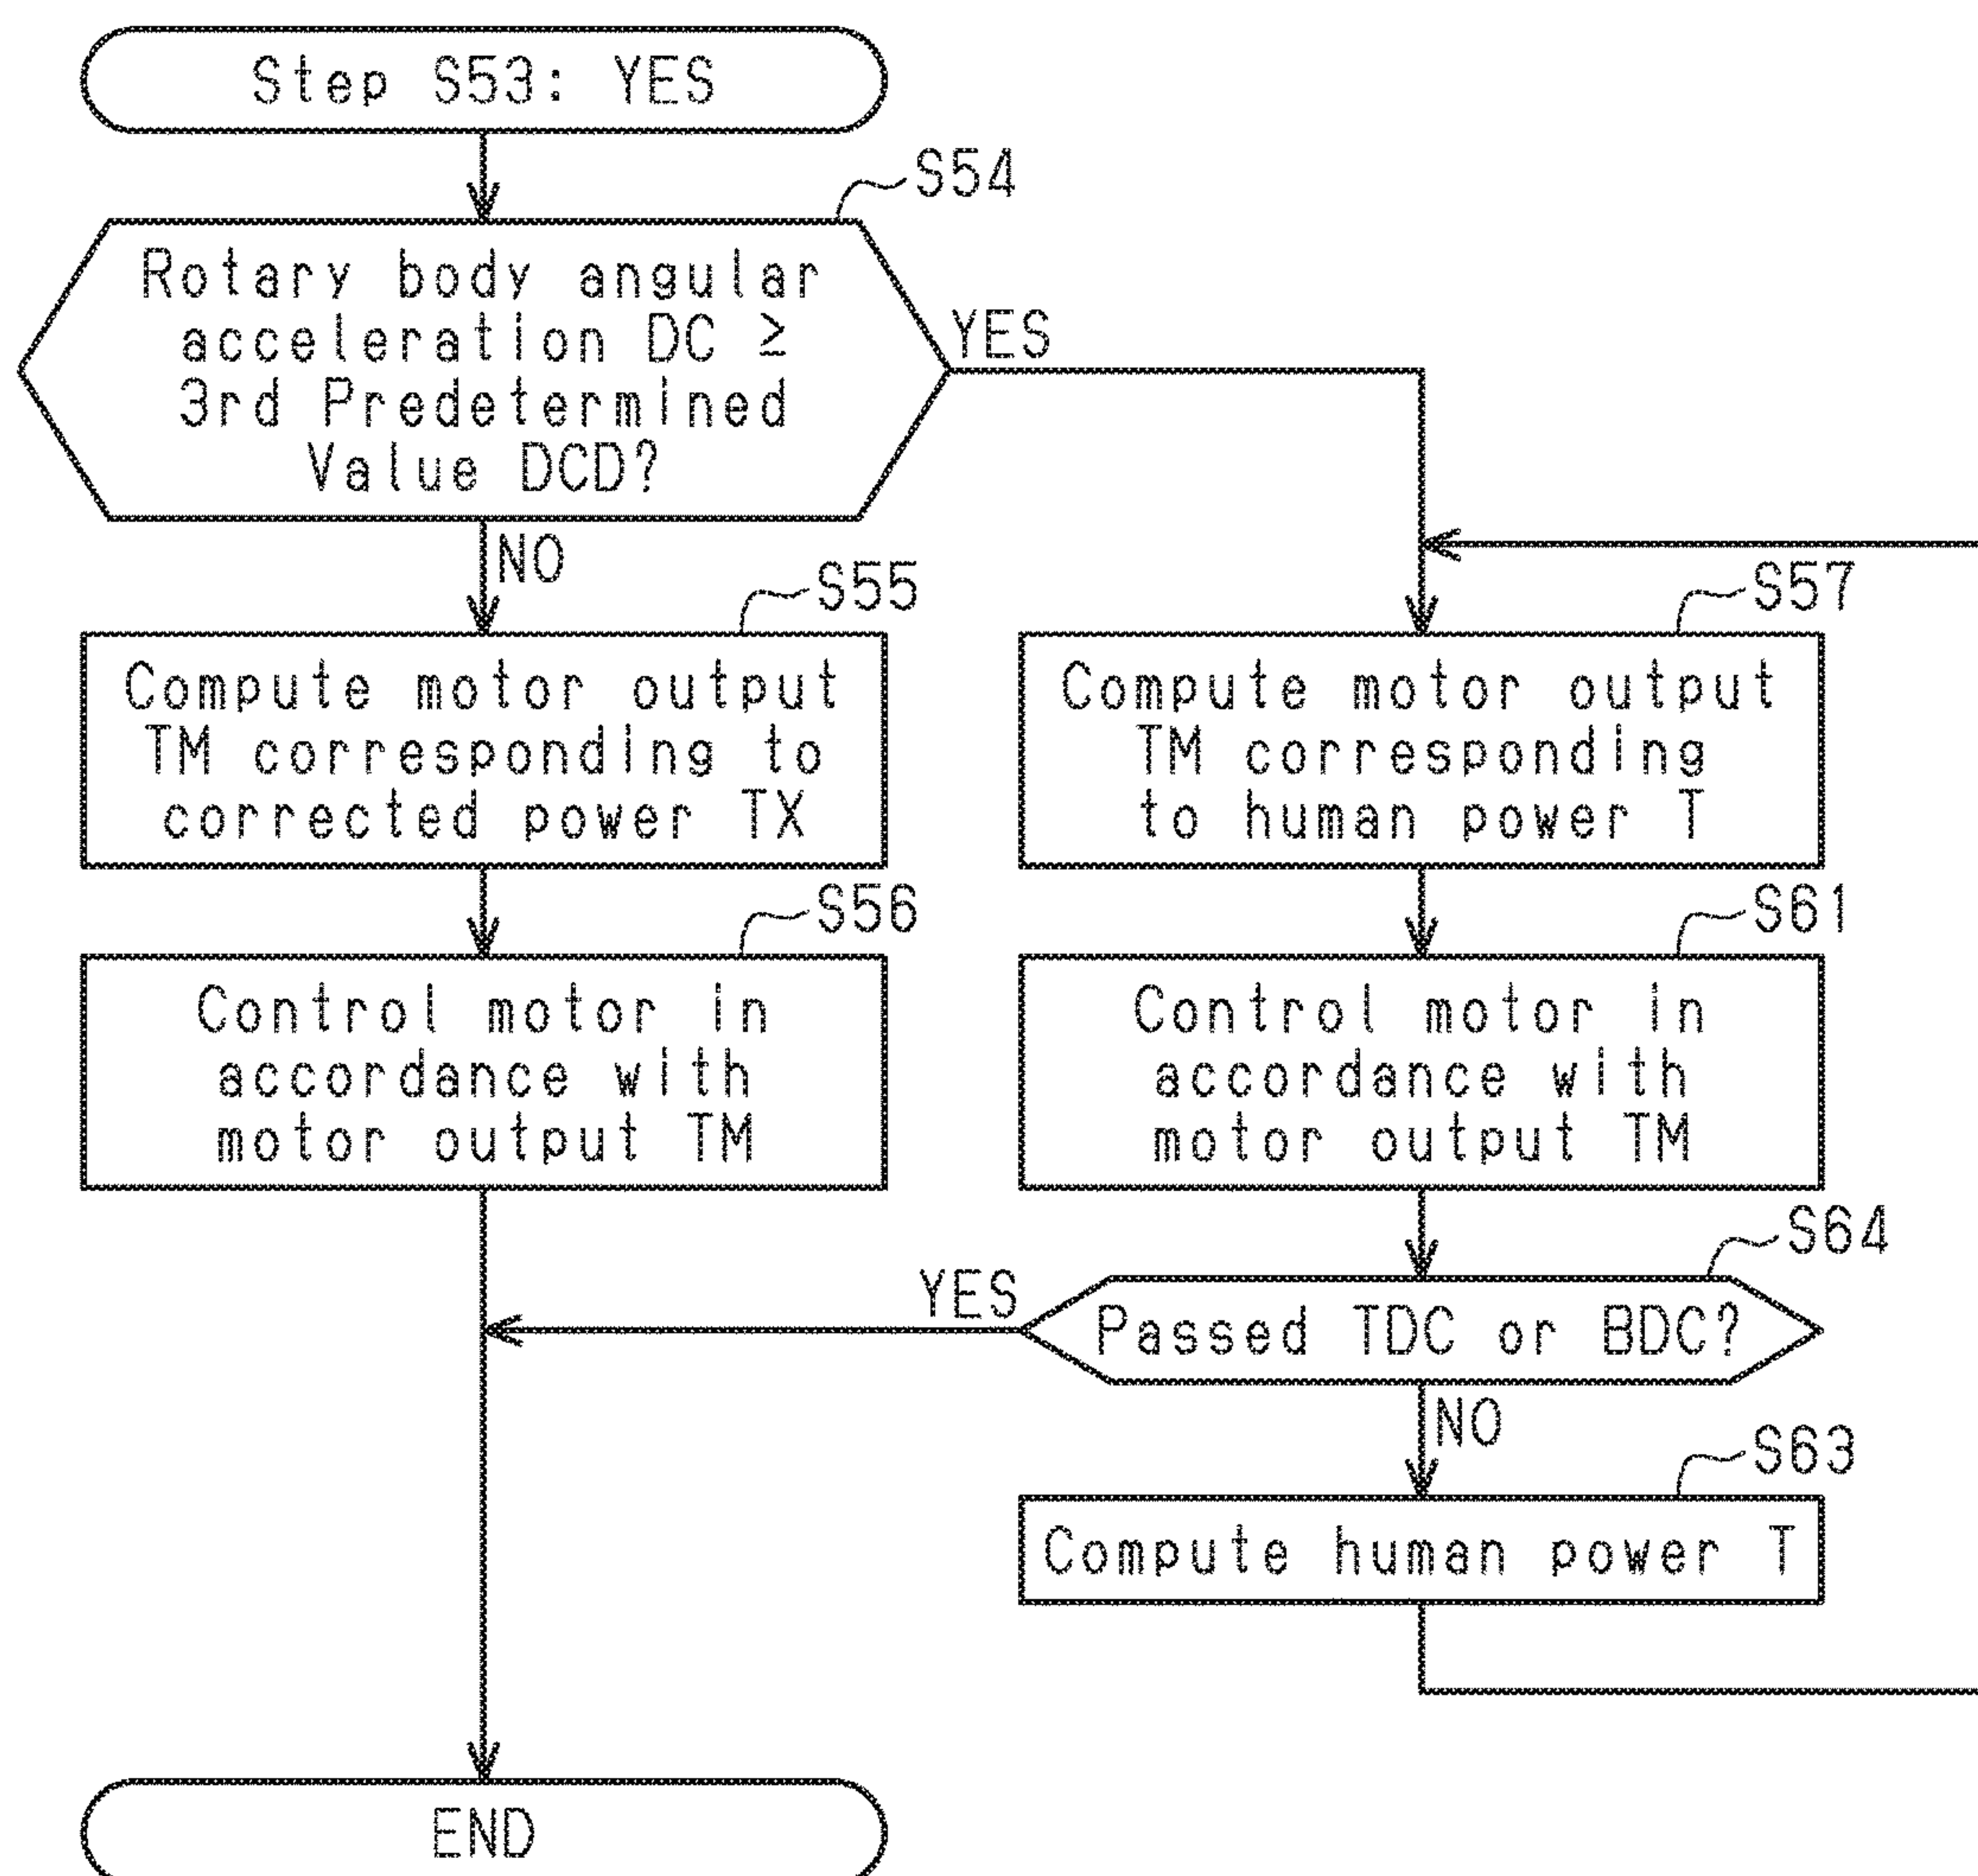 Step S53: YES
S54
Rotary body angular
acceleration DC ≥
3rd Predetermined
Value DCD?
YES
NO
S55
Compute motor output
TM corresponding to
corrected power TX
S56
Control motor in
accordance with
motor output TM
S57
Compute motor output
TM corresponding
to human power T
S61
Control motor in
accordance with
motor output TM
S64
Passed TDC or BDC?
YES
NO
S63
Compute human power T
END